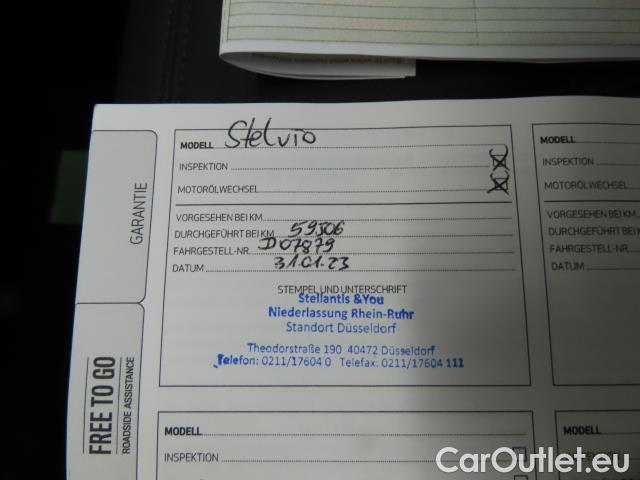 MODELL Stelvio
INSPEKTION
MOTORÖLWECHSEL
VORGESEHEN BEI KM
DURCHGEFÜHRT BEI KM 59506
FAHRGESTELL-NR. D07879
DATUM 31.01.23
STEMPEL UND UNTERSCHRIFT
Stellantis &You
Niederlassung Rhein-Ruhr
Standort Düsseldorf
Theodorstraße 190 40472 Düsseldorf
Telefon: 0211/17604 0 Telefax: 0211/17604 111
MODELL
INSPEKTION
MOTORÖLWECHSEL
VORGESEHEN BEI KM
DURCHGEFÜHRT BEI KM
FAHRGESTELL-NR.
DATUM
MODELL
INSPEKTION
MODELL
GARANTIE
FREE TO GO
ROADSIDE ASSISTANCE
CarOutlet.eu